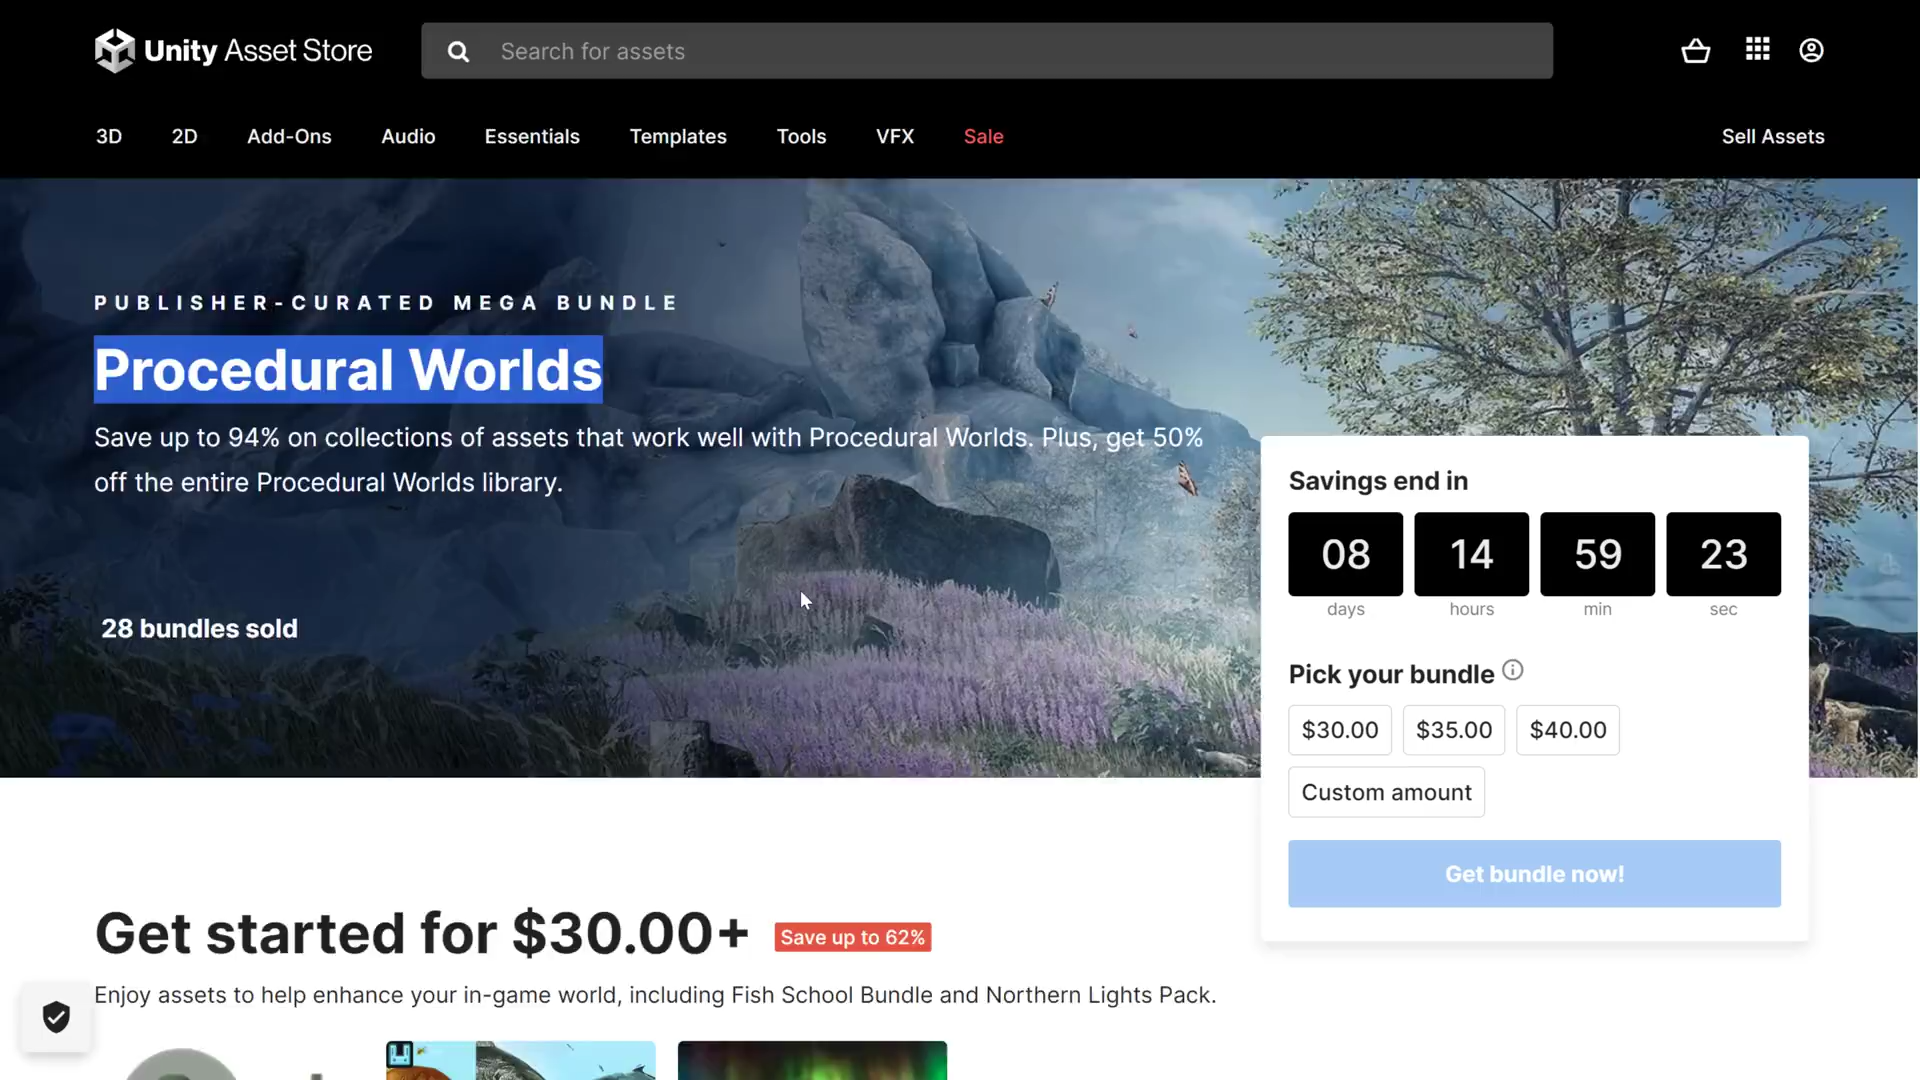 Unity Asset Store
Search for assets
3D 2D Add-Ons Audio Essentials Templates Tools VFX Sale Sell Assets
PUBLISHER-CURATED MEGA BUNDLE
Procedural Worlds
Save up to 94% on collections of assets that work well with Procedural Worlds. Plus, get 50%
off the entire Procedural Worlds library.
28 bundles sold
Savings end in
08 14 59 23
days hours min sec
Pick your bundle
$30.00 $35.00 $40.00
Custom amount
Get bundle now!
Get started for $30.00+ Save up to 62%
Enjoy assets to help enhance your in-game world, including Fish School Bundle and Northern Lights Pack.